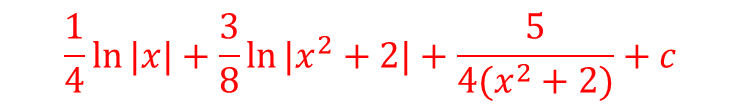 1/4 ln |x| + 3/8 ln |x² + 2| + 5/(4(x² + 2)) + c